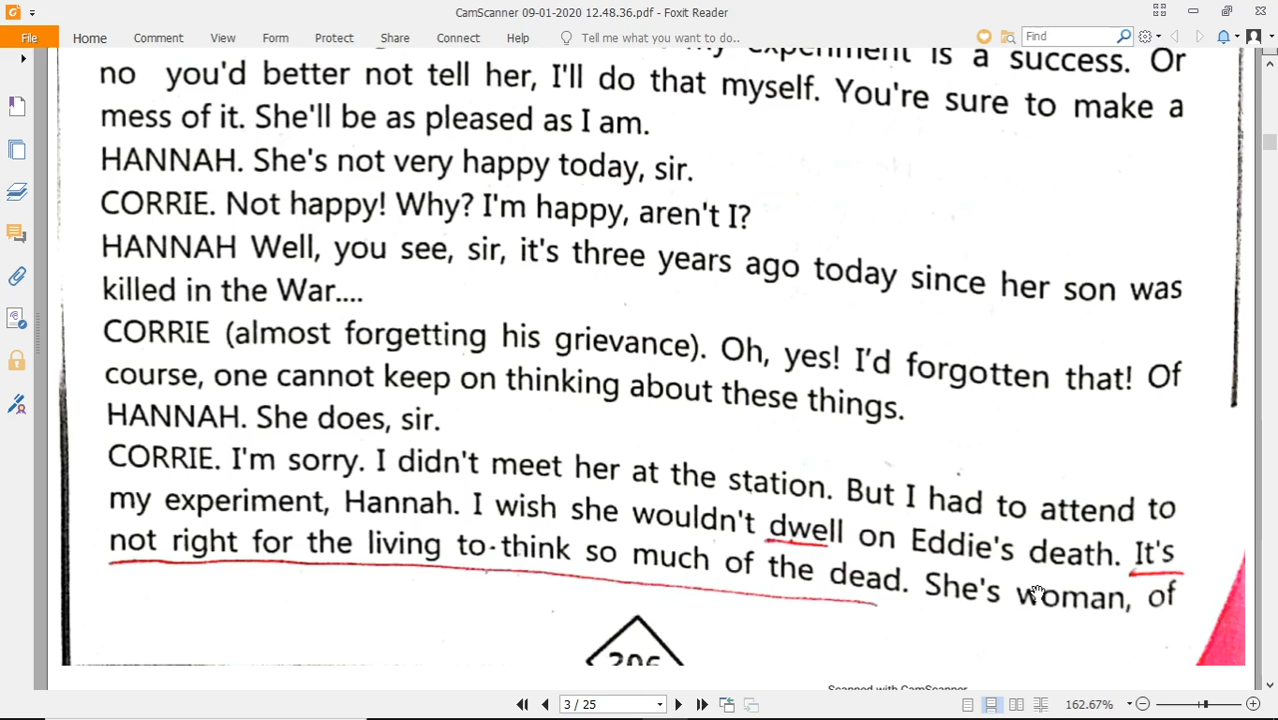 CamScanner 09-01-2020 12.48.36.pdf - Foxit Reader
File Home Comment View Form Protect Share Connect Help Tell me what you want to do.. Find
my experiment is a success. Or
no you'd better not tell her, I'll do that myself. You're sure to make a
mess of it. She'll be as pleased as I am.
HANNAH. She's not very happy today, sir.
CORRIE. Not happy! Why? I'm happy, aren't I?
HANNAH Well, you see, sir, it's three years ago today since her son was
killed in the War....
CORRIE (almost forgetting his grievance). Oh, yes! I'd forgotten that! Of
course, one cannot keep on thinking about these things.
HANNAH. She does, sir.
CORRIE. I'm sorry. I didn't meet her at the station. But I had to attend to
my experiment, Hannah. I wish she wouldn't dwell on Eddie's death. It's
not right for the living to-think so much of the dead. She's woman, of
206
Scanned with CamScanner
3 / 25 162.67%